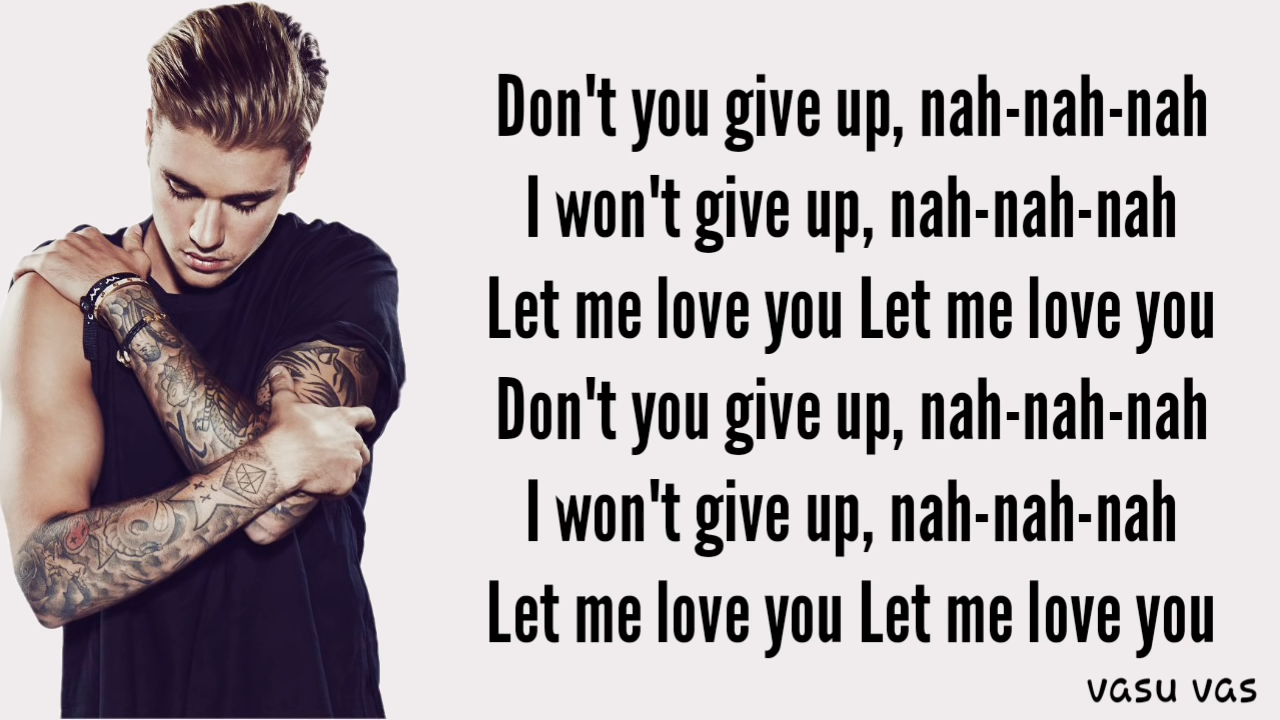 Don't you give up, nah-nah-nah
I won't give up, nah-nah-nah
Let me love you Let me love you
Don't you give up, nah-nah-nah
I won't give up, nah-nah-nah
Let me love you Let me love you
vasu vas